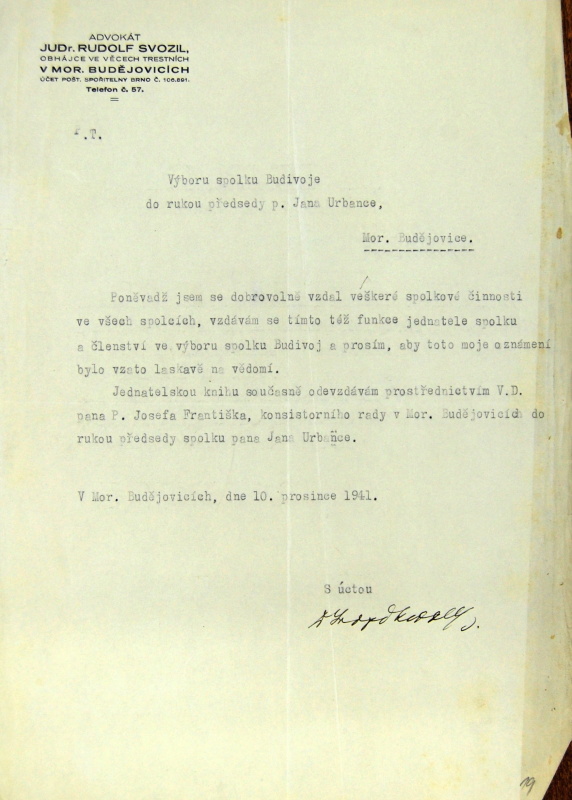 ADVOKÁT
JUDr. RUDOLF SVOZIL,
OBHÁJCE VE VĚCECH TRESTNÍCH
V MOR. BUDĚJOVICÍCH
ÚČET POŠT. SPOŘITELNY BRNO Č. 106.891.
Telefon č. 57.
P.T.
Výboru spolku Budivoje
do rukou předsedy p. Jana Urbance,
Mor. Budějovice.
Poněvadž jsem se dobrovolně vzdal veškeré spolkové činnosti
ve všech spolcích, vzdávám se tímto též funkce jednatele spolku
a členství ve výboru spolku Budivoj a prosím, aby toto moje oznámení
bylo vzato laskavě na vědomí.
Jednatelskou knihu současně odevzdávám prostřednictvím V.D.
pana P. Josefa Františka, konsistorního rady v Mor. Budějovicích do
rukou předsedy spolku pana Jana Urbance.
V Mor. Budějovicích, dne 10. prosince 1941.
S úctou
19